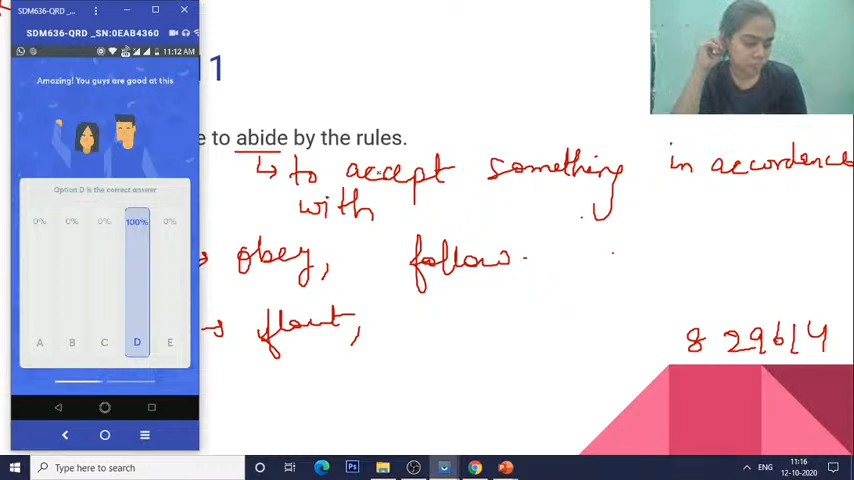 SDM636-QRD ...
SDM636-QRD _SN:0EAB4360
11:12 AM
Amazing! You guys are good at this
Option D is the correct answer
0% 0% 0% 100% 0%
A B C D E
1
e to abide by the rules.
↳ to accept something in accordence
with
→ obey, follow.
→ flout,
8 29614
Type here to search
ENG
11:16
12-10-2020